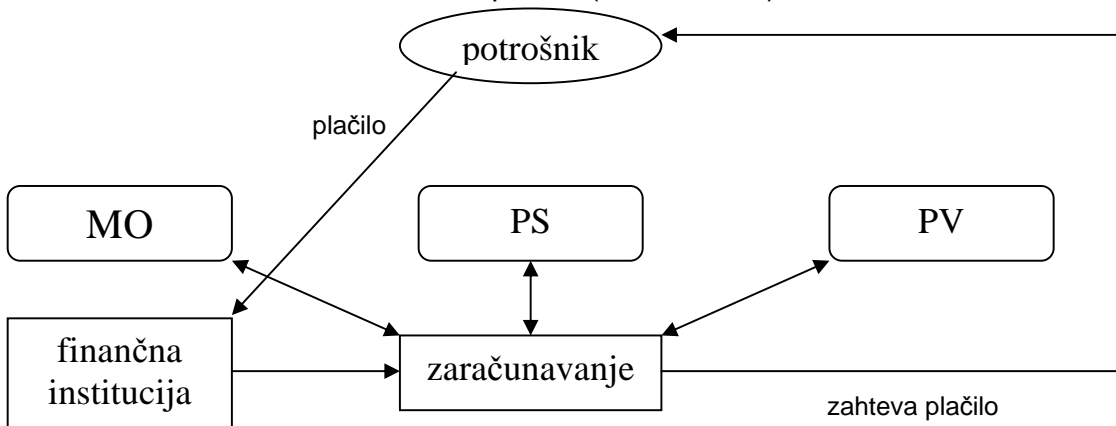 potrošnik
plačilo
MO
PS
PV
finančna
institucija
zaračunavanje
zahteva plačilo